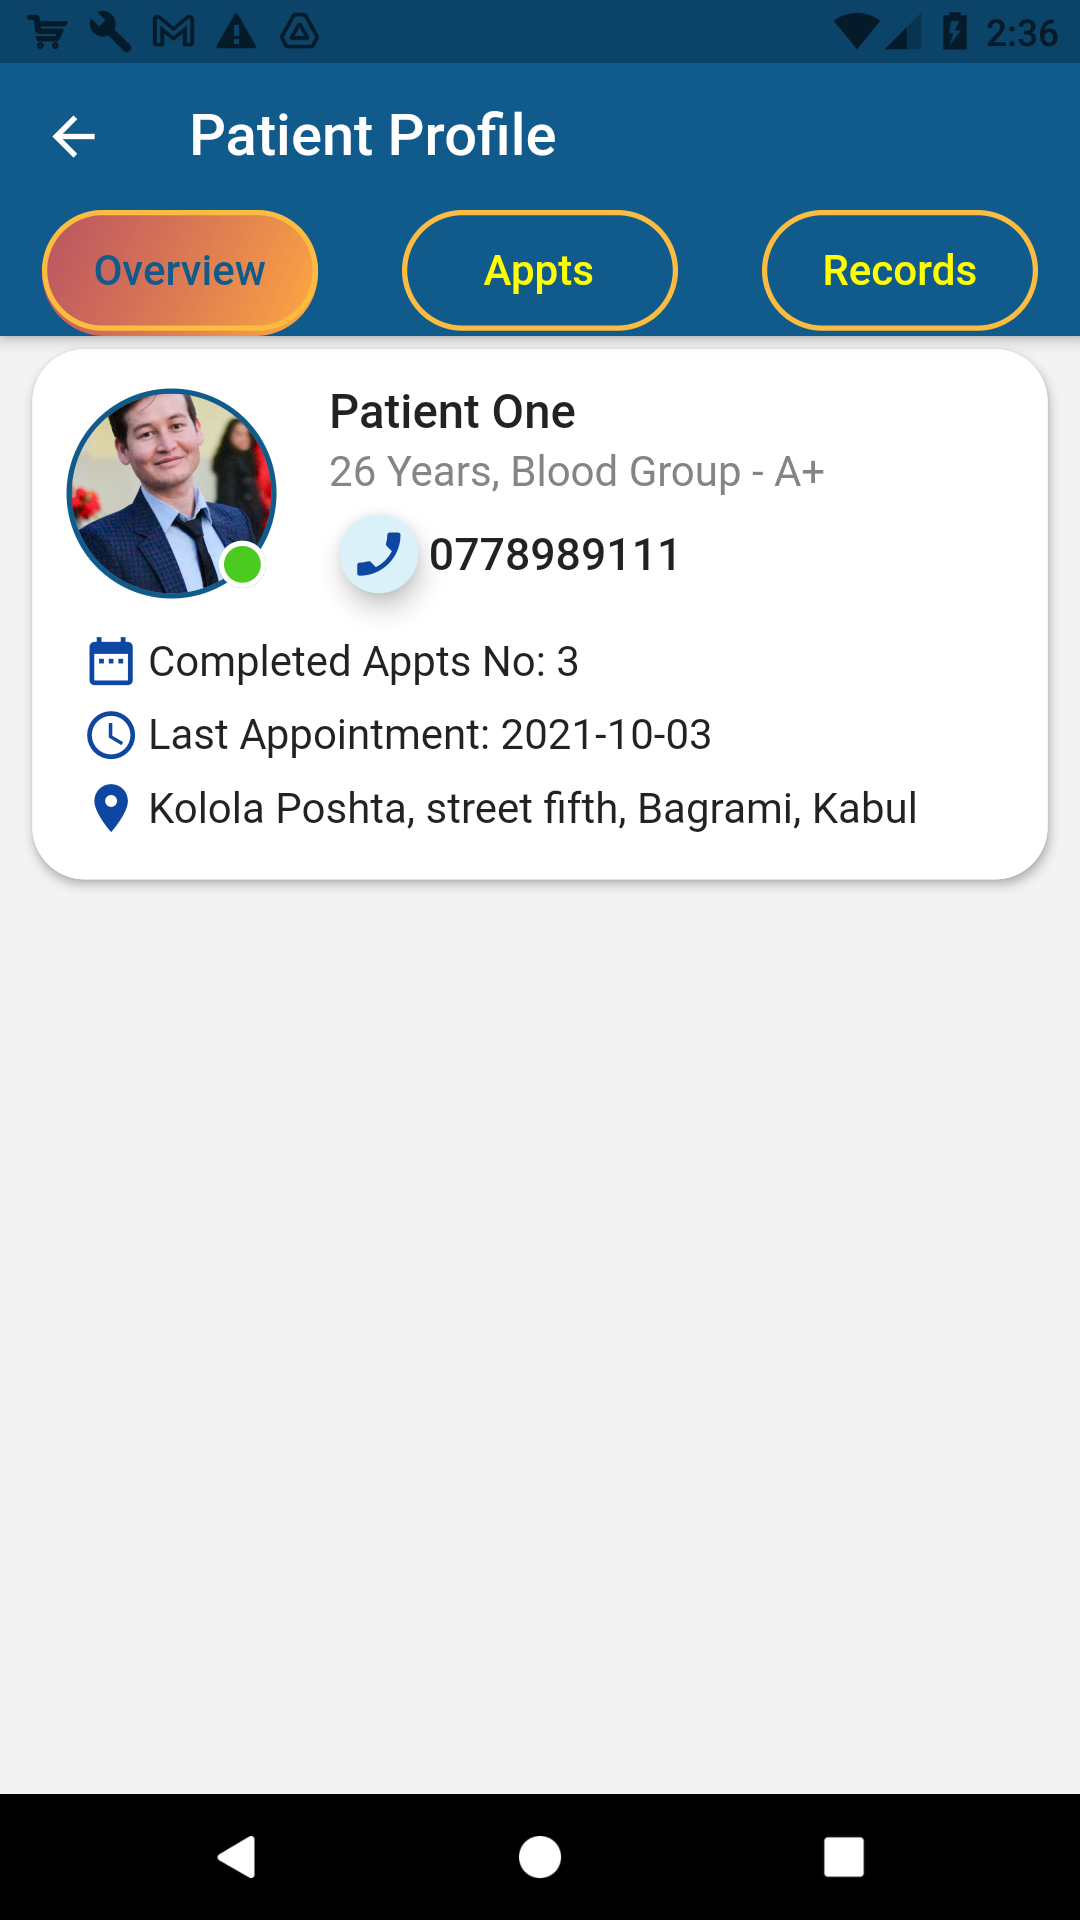 2:36
Patient Profile
Overview Appts Records
Patient One
26 Years, Blood Group - A+
0778989111
Completed Appts No: 3
Last Appointment: 2021-10-03
Kolola Poshta, street fifth, Bagrami, Kabul